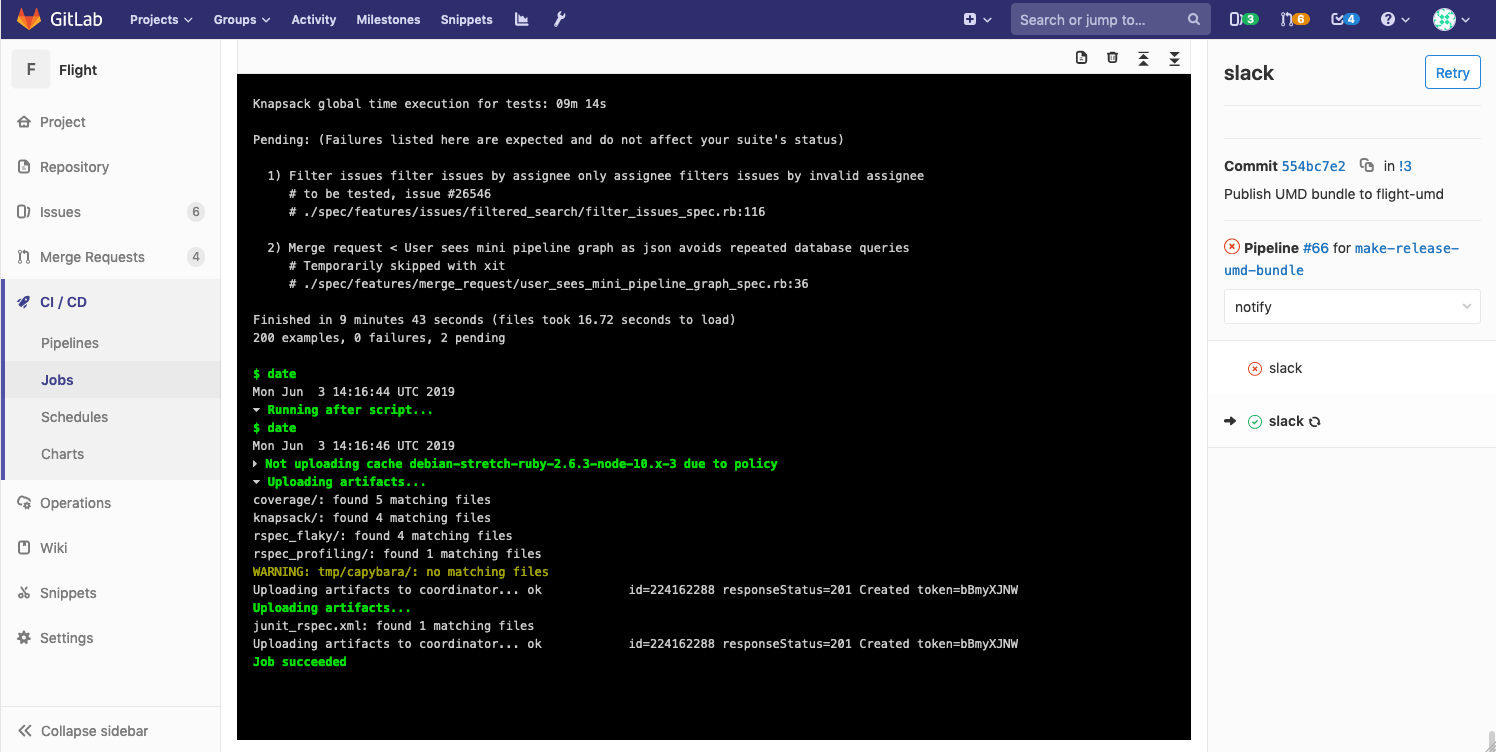 GitLab Projects Groups Activity Milestones Snippets Search or jump to... 3 6 4
F Flight
Project
Repository
Issues 6
Merge Requests 4
CI / CD
Pipelines
Jobs
Schedules
Charts
Operations
Wiki
Snippets
Settings
Collapse sidebar
Knapsack global time execution for tests: 09m 14s
Pending: (Failures listed here are expected and do not affect your suite's status)
1) Filter issues filter issues by assignee only assignee filters issues by invalid assignee
# to be tested, issue #26546
# ./spec/features/issues/filtered_search/filter_issues_spec.rb:116
2) Merge request < User sees mini pipeline graph as json avoids repeated database queries
# Temporarily skipped with xit
# ./spec/features/merge_request/user_sees_mini_pipeline_graph_spec.rb:36
Finished in 9 minutes 43 seconds (files took 16.72 seconds to load)
200 examples, 0 failures, 2 pending
$ date
Mon Jun  3 14:16:44 UTC 2019
Running after script...
$ date
Mon Jun  3 14:16:46 UTC 2019
Not uploading cache debian-stretch-ruby-2.6.3-node-10.x-3 due to policy
Uploading artifacts...
coverage/: found 5 matching files
knapsack/: found 4 matching files
rspec_flaky/: found 4 matching files
rspec_profiling/: found 1 matching files
WARNING: tmp/capybara/: no matching files
Uploading artifacts to coordinator... ok            id=224162288 responseStatus=201 Created token=bBmyXJNW
Uploading artifacts...
junit_rspec.xml: found 1 matching files
Uploading artifacts to coordinator... ok            id=224162288 responseStatus=201 Created token=bBmyXJNW
Job succeeded
slack Retry
Commit 554bc7e2 in !3
Publish UMD bundle to flight-umd
Pipeline #66 for make-release-
umd-bundle
notify
slack
slack